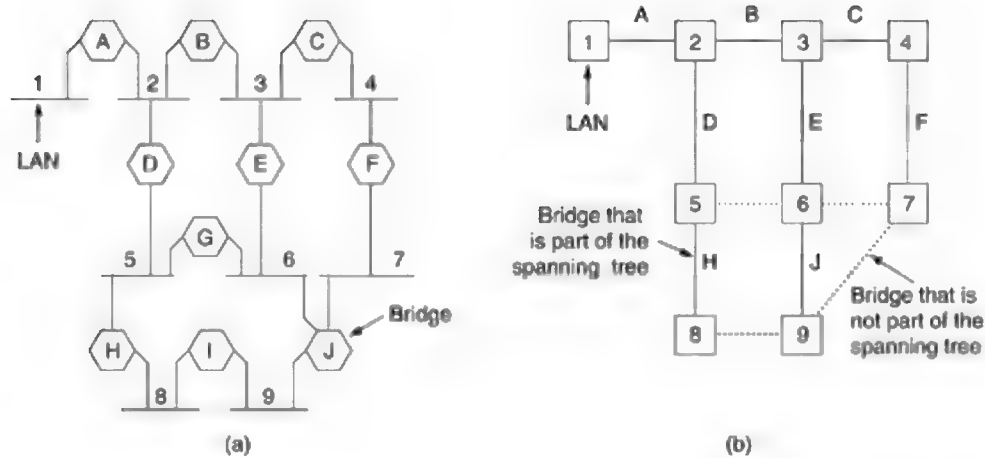 A B C
1 2 3 4
LAN
D E F
G
5 6 7
Bridge
H I J
8 9
(a)
A B C
1 2 3 4
LAN
D E F
5 6 7
Bridge that
is part of the
spanning tree
H J
Bridge that is
not part of the
spanning tree
8 9
(b)